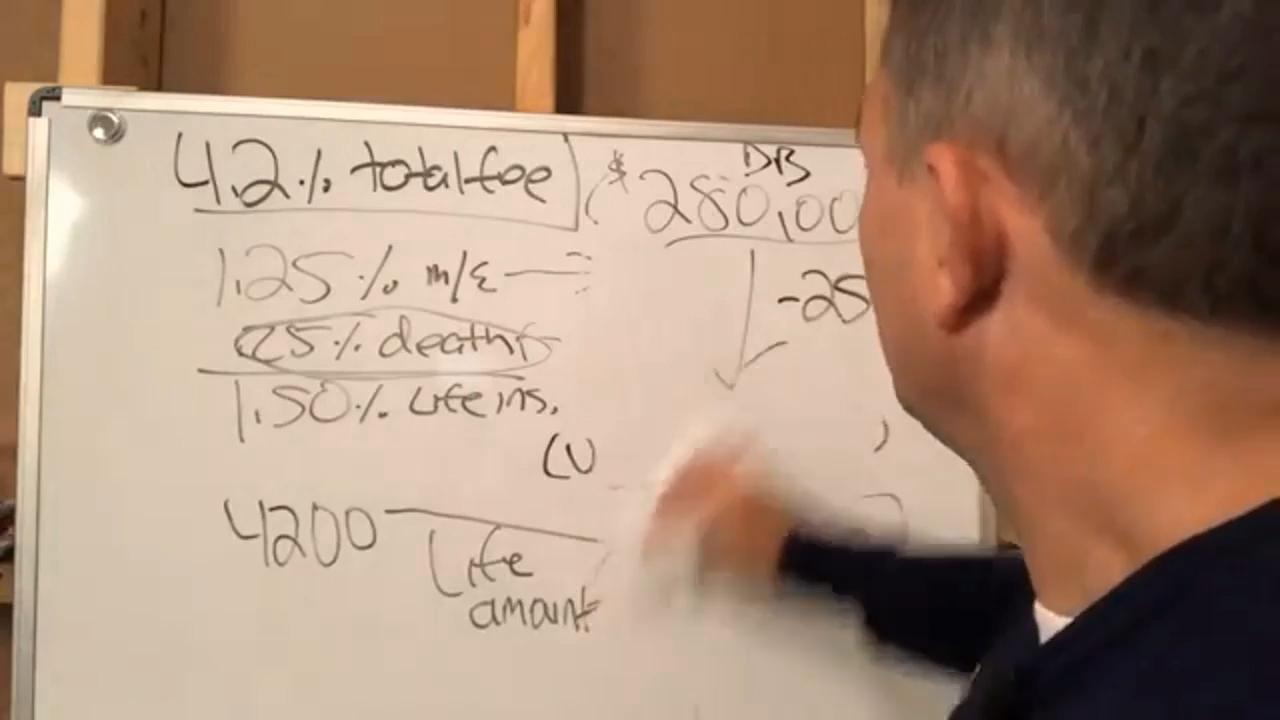 4.2% total fee
1.25% m/E
.25% death
1.50% Life ins.
4200
Life
amount
DB
$280,00
-25